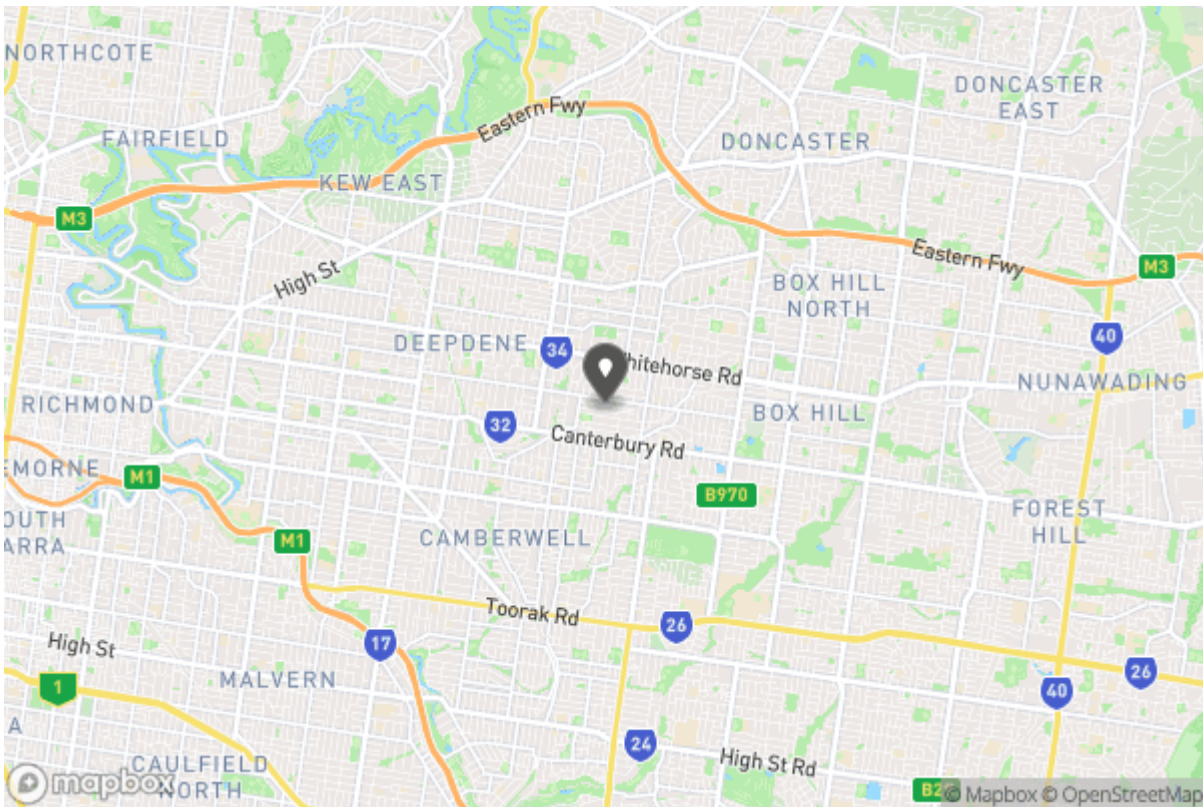 NORTHCOTE
DONCASTER
EAST
Eastern Fwy
FAIRFIELD
DONCASTER
KEW EAST
M3
Eastern Fwy
M3
High St
BOX HILL
NORTH
DEEPDENE
34
40
hitehorse Rd
NUNAWADING
RICHMOND
BOX HILL
32
Canterbury Rd
EMORNE
M1
B970
FOREST
HILL
OUTH
ARRA
M1
CAMBERWELL
Toorak Rd
26
High St
17
26
MALVERN
1
40
A
24
High St Rd
CAULFIELD
NORTH
mapbox
B2
© Mapbox © OpenStreetMap